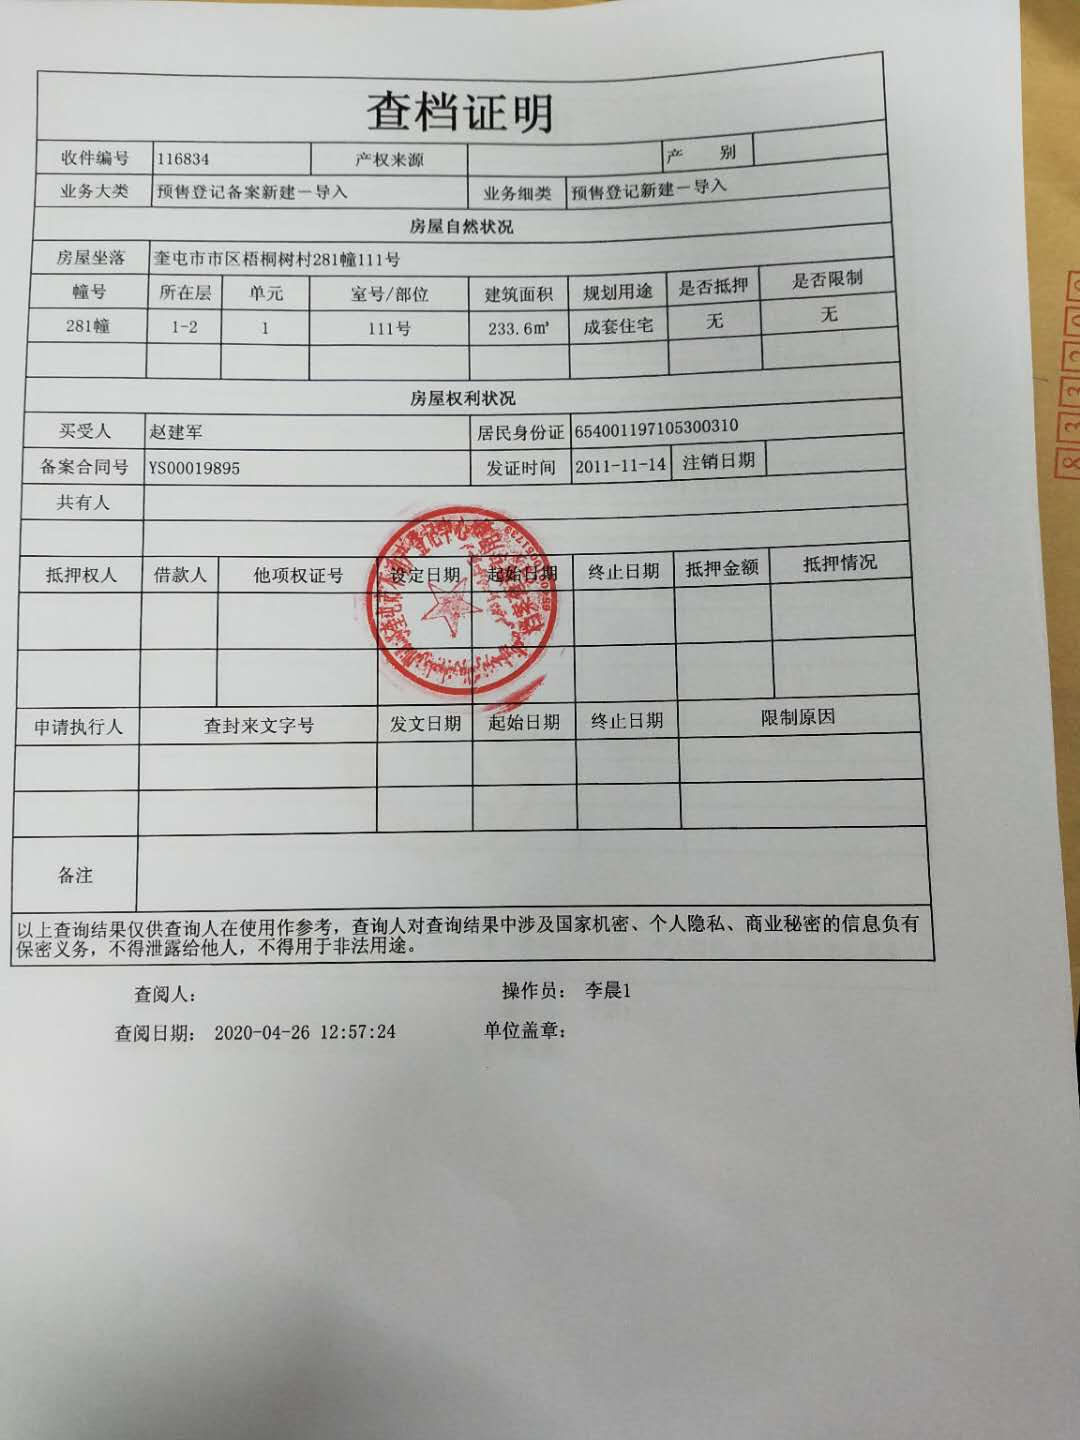 查档证明
收件编号 116834 产权来源 产 别
业务大类 预售登记备案新建－导入 业务细类 预售登记新建－导入
房屋自然状况
房屋坐落 奎屯市市区梧桐树村281幢111号
幢号 所在层 单元 室号/部位 建筑面积 规划用途 是否抵押 是否限制
281幢 1-2 1 111号 233.6㎡ 成套住宅 无 无
房屋权利状况
买受人 赵建军 居民身份证 654001197105300310
备案合同号 YS00019895 发证时间 2011-11-14 注销日期
共有人
抵押权人 借款人 他项权证号 设定日期 起始日期 终止日期 抵押金额 抵押情况
申请执行人 查封来文字号 发文日期 起始日期 终止日期 限制原因
备注
以上查询结果仅供查询人在使用作参考，查询人对查询结果中涉及国家机密、个人隐私、商业秘密的信息负有
保密义务，不得泄露给他人，不得用于非法用途。
查阅人： 操作员： 李晨1
查阅日期： 2020-04-26 12:57:24 单位盖章：